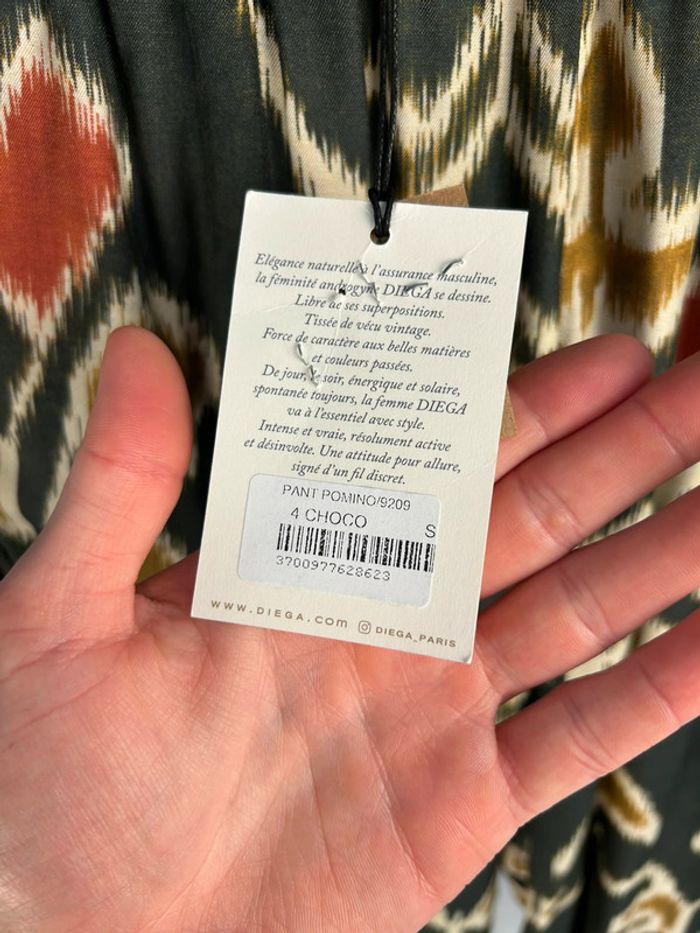 Elégance naturelle à l'assurance masculine,
la féminité androgyne DIEGA se dessine.
Libre de ses superpositions.
Tissée de vécu vintage.
Force de caractère aux belles matières
et couleurs passées.
De jour, le soir, énergique et solaire,
spontanée toujours, la femme DIEGA
va à l'essentiel avec style.
Intense et vraie, résolument active
et désinvolte. Une attitude pour allure,
signé d'un fil discret.
PANT POMINO/9209
4 CHOCO S
3700977628623
WWW.DIEGA.COM DIEGA_PARIS